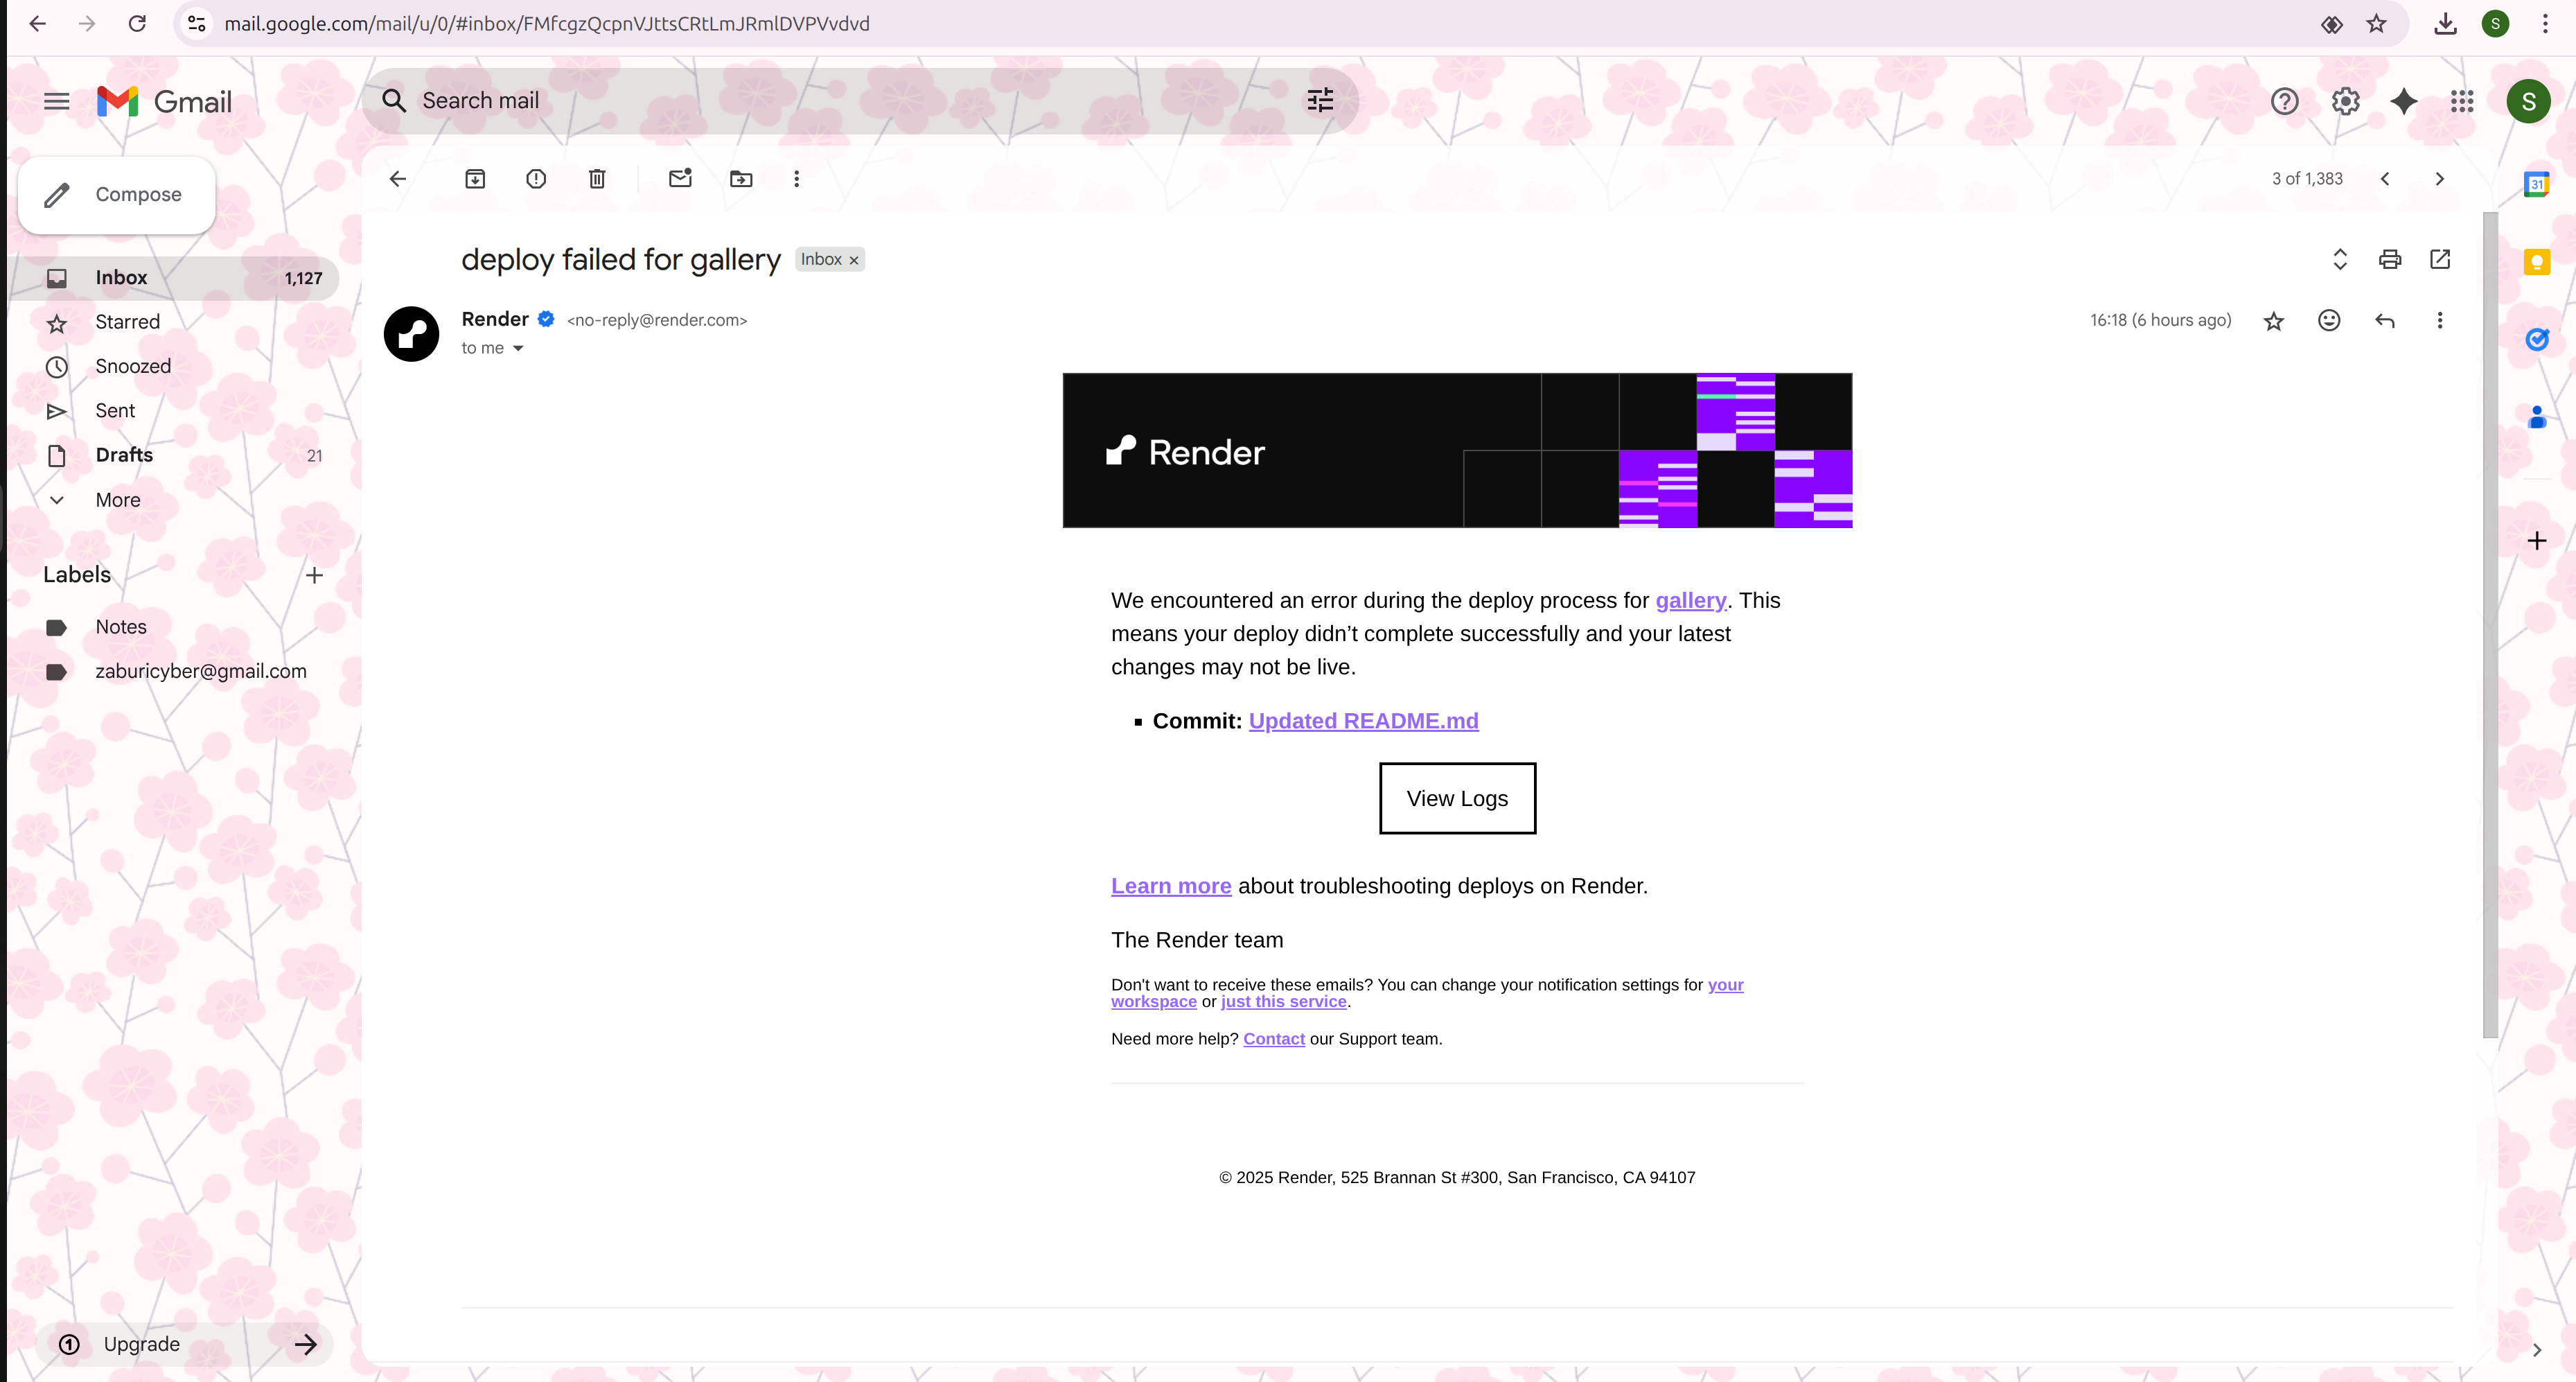 mail.google.com/mail/u/0/#inbox/FMfcgzQcpnVJttsCRtLmJRmlDVPVvdvd
S
Gmail
Search mail
S
Compose
3 of 1,383
31
deploy failed for gallery
Inbox ×
Inbox 1,127
Render <no-reply@render.com>
16:18 (6 hours ago)
to me
Starred
Snoozed
Sent
Drafts 21
More
Labels
Notes
zaburicyber@gmail.com
Render
We encountered an error during the deploy process for gallery. This
means your deploy didn’t complete successfully and your latest
changes may not be live.
Commit: Updated README.md
View Logs
Learn more about troubleshooting deploys on Render.
The Render team
Don't want to receive these emails? You can change your notification settings for your
workspace or just this service.
Need more help? Contact our Support team.
© 2025 Render, 525 Brannan St #300, San Francisco, CA 94107
1 Upgrade